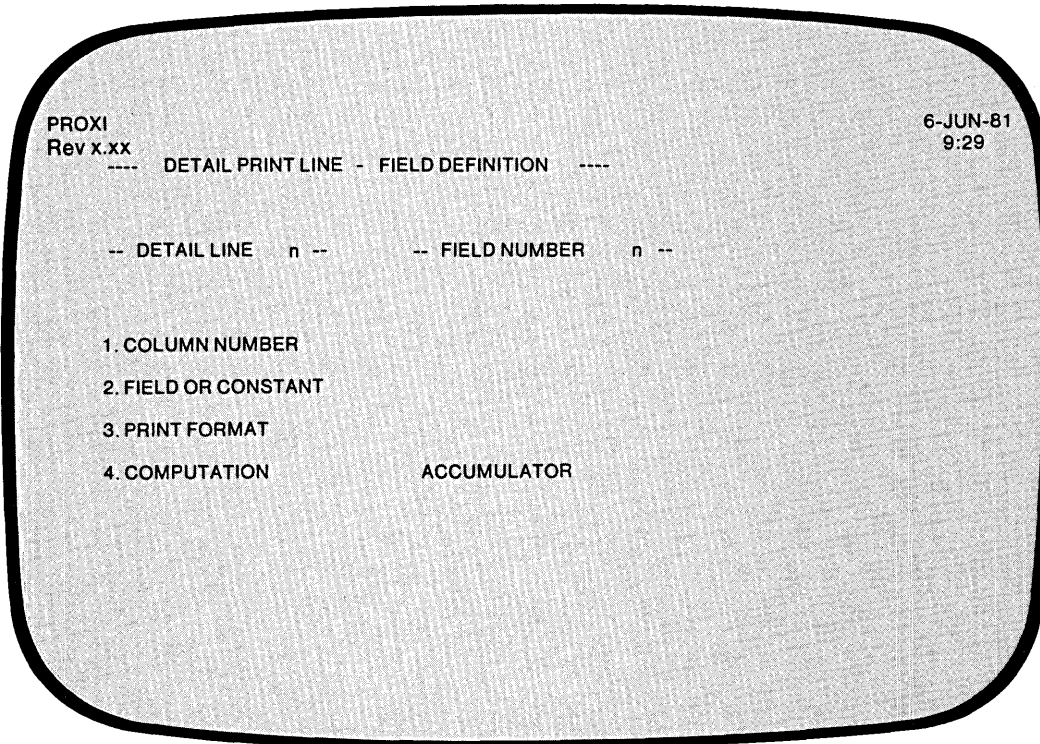 PROXI 6-JUN-81
Rev x.xx 9:29
---- DETAIL PRINT LINE - FIELD DEFINITION ----
-- DETAIL LINE n -- -- FIELD NUMBER n --
1. COLUMN NUMBER
2. FIELD OR CONSTANT
3. PRINT FORMAT
4. COMPUTATION ACCUMULATOR